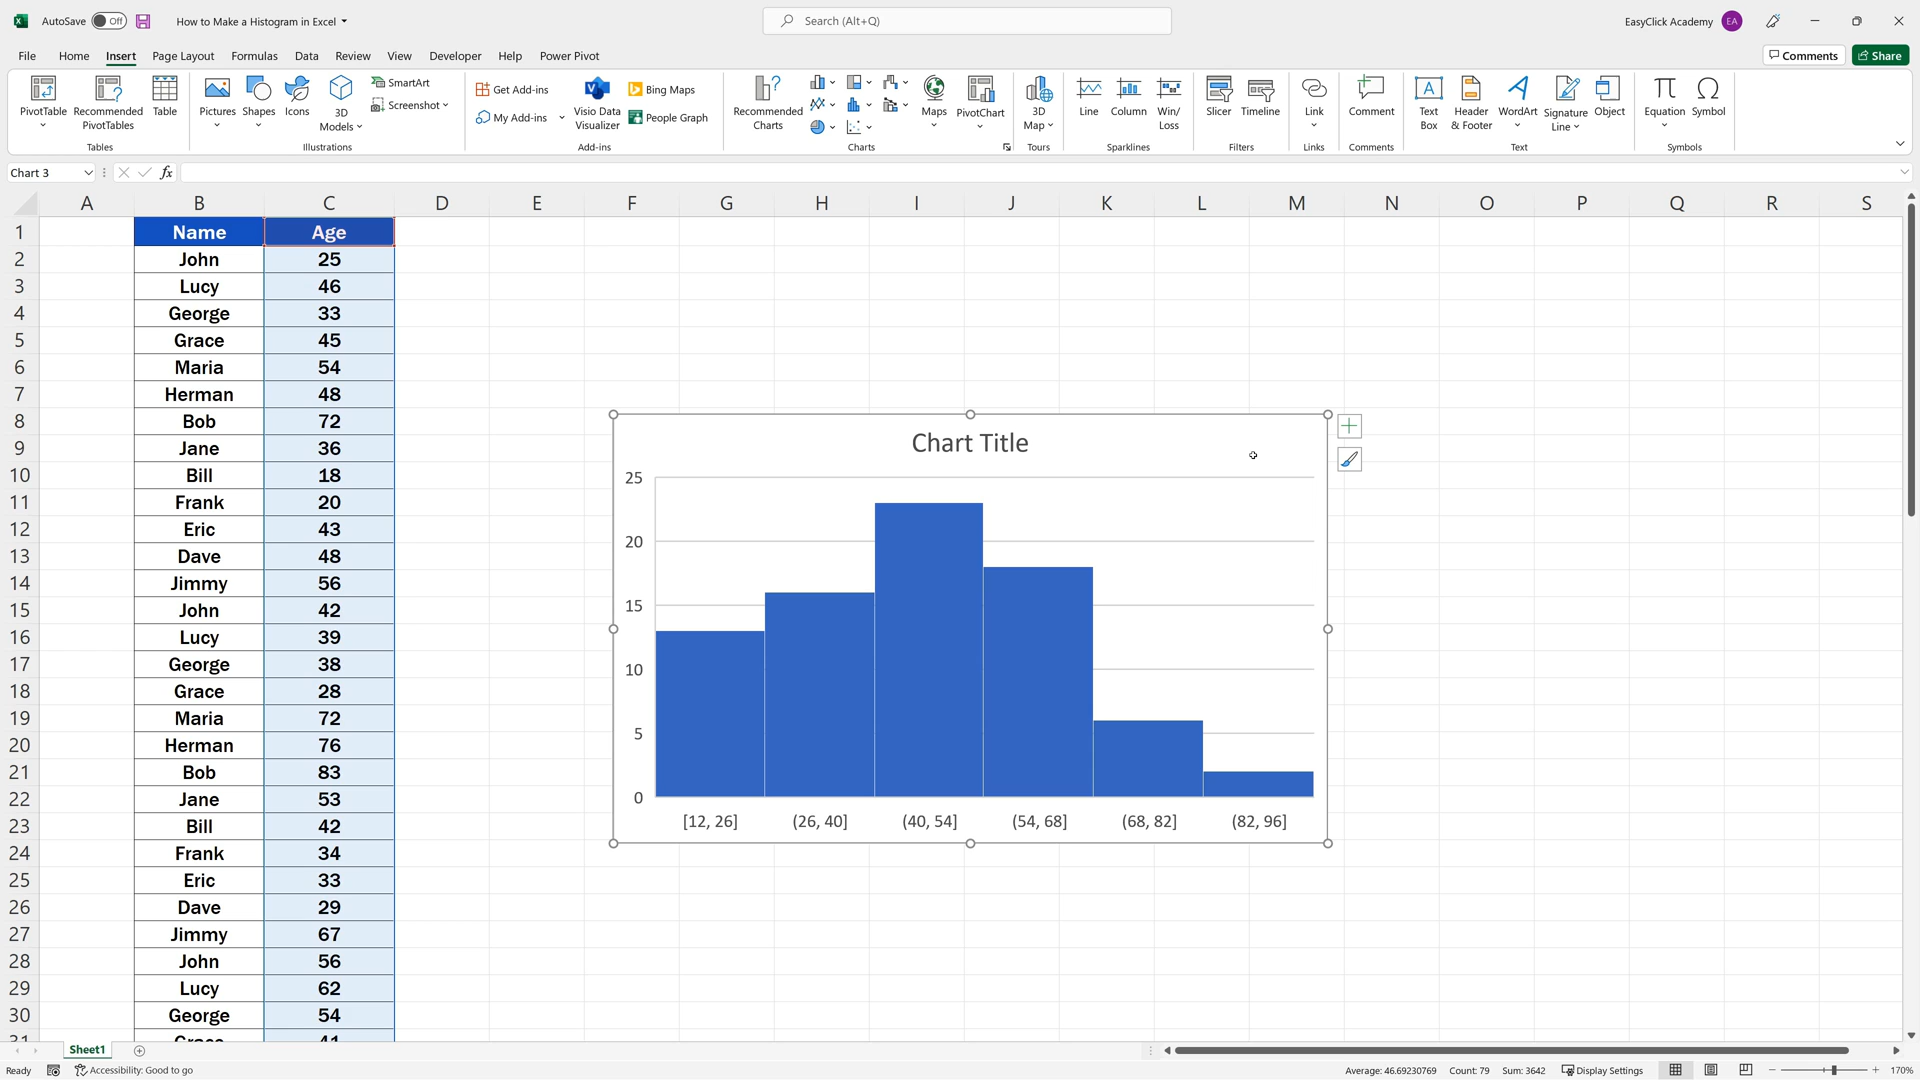 AutoSave Off How to Make a Histogram in Excel Search (Alt+Q) EasyClick Academy EA
File Home Insert Page Layout Formulas Data Review View Developer Help Power Pivot Comments Share
PivotTable
Recommended
PivotTables
Table
Tables
Pictures
Shapes
Icons
3D
Models
SmartArt
Screenshot
Illustrations
Get Add-ins
My Add-ins
Visio Data
Visualizer
Bing Maps
People Graph
Add-ins
Recommended
Charts
Maps
PivotChart
Charts
3D
Map
Tours
Line
Column
Win/
Loss
Sparklines
Slicer
Timeline
Filters
Link
Links
Comment
Comments
Text
Box
Header
& Footer
WordArt
Signature
Line
Object
Text
Equation
Symbol
Symbols
Chart 3 fx
A B C D E F G H I J K L M N O P Q R S
1 Name Age
2 John 25
3 Lucy 46
4 George 33
5 Grace 45
6 Maria 54
7 Herman 48
8 Bob 72
9 Jane 36
10 Bill 18
11 Frank 20
12 Eric 43
13 Dave 48
14 Jimmy 56
15 John 42
16 Lucy 39
17 George 38
18 Grace 28
19 Maria 72
20 Herman 76
21 Bob 83
22 Jane 53
23 Bill 42
24 Frank 34
25 Eric 33
26 Dave 29
27 Jimmy 67
28 John 56
29 Lucy 62
30 George 54
31 Grace 41
Chart Title
25
20
15
10
5
0
[12, 26] (26, 40] (40, 54] (54, 68] (68, 82] (82, 96]
Sheet1
Ready Accessibility: Good to go Average: 46.69230769 Count: 79 Sum: 3642 Display Settings 170%